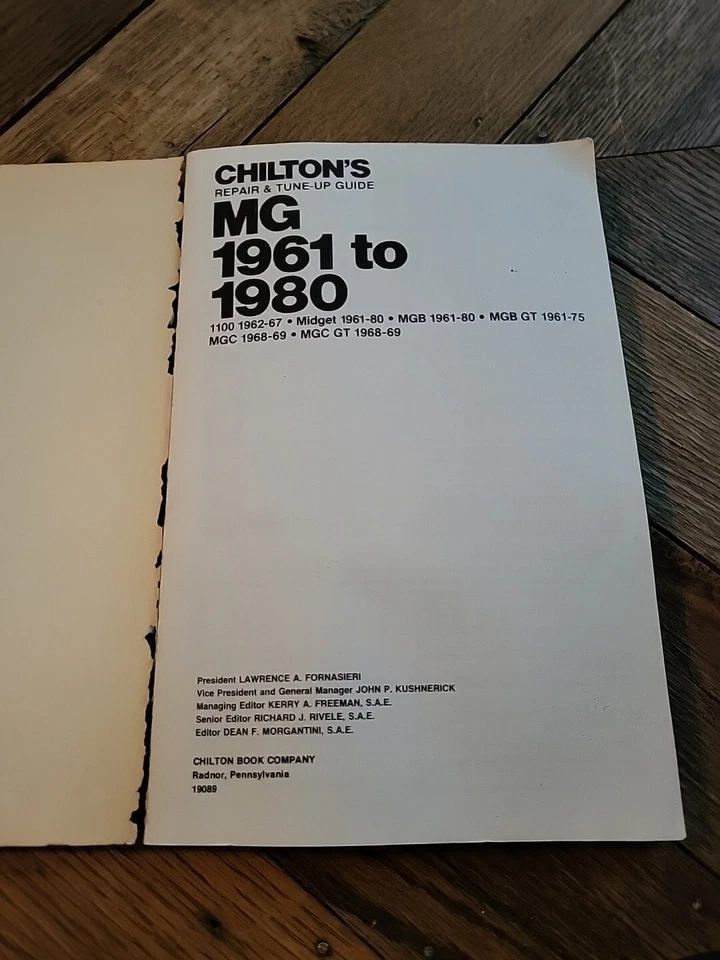 CHILTON'S
REPAIR & TUNE-UP GUIDE
MG
1961 to
1980
1100 1962-67 • Midget 1961-80 • MGB 1961-80 • MGB GT 1961-75
MGC 1968-69 • MGC GT 1968-69
President LAWRENCE A. FORNASIERI
Vice President and General Manager JOHN P. KUSHNERICK
Managing Editor KERRY A. FREEMAN, S.A.E.
Senior Editor RICHARD J. RIVELE, S.A.E.
Editor DEAN F. MORGANTINI, S.A.E.
CHILTON BOOK COMPANY
Radnor, Pennsylvania
19089